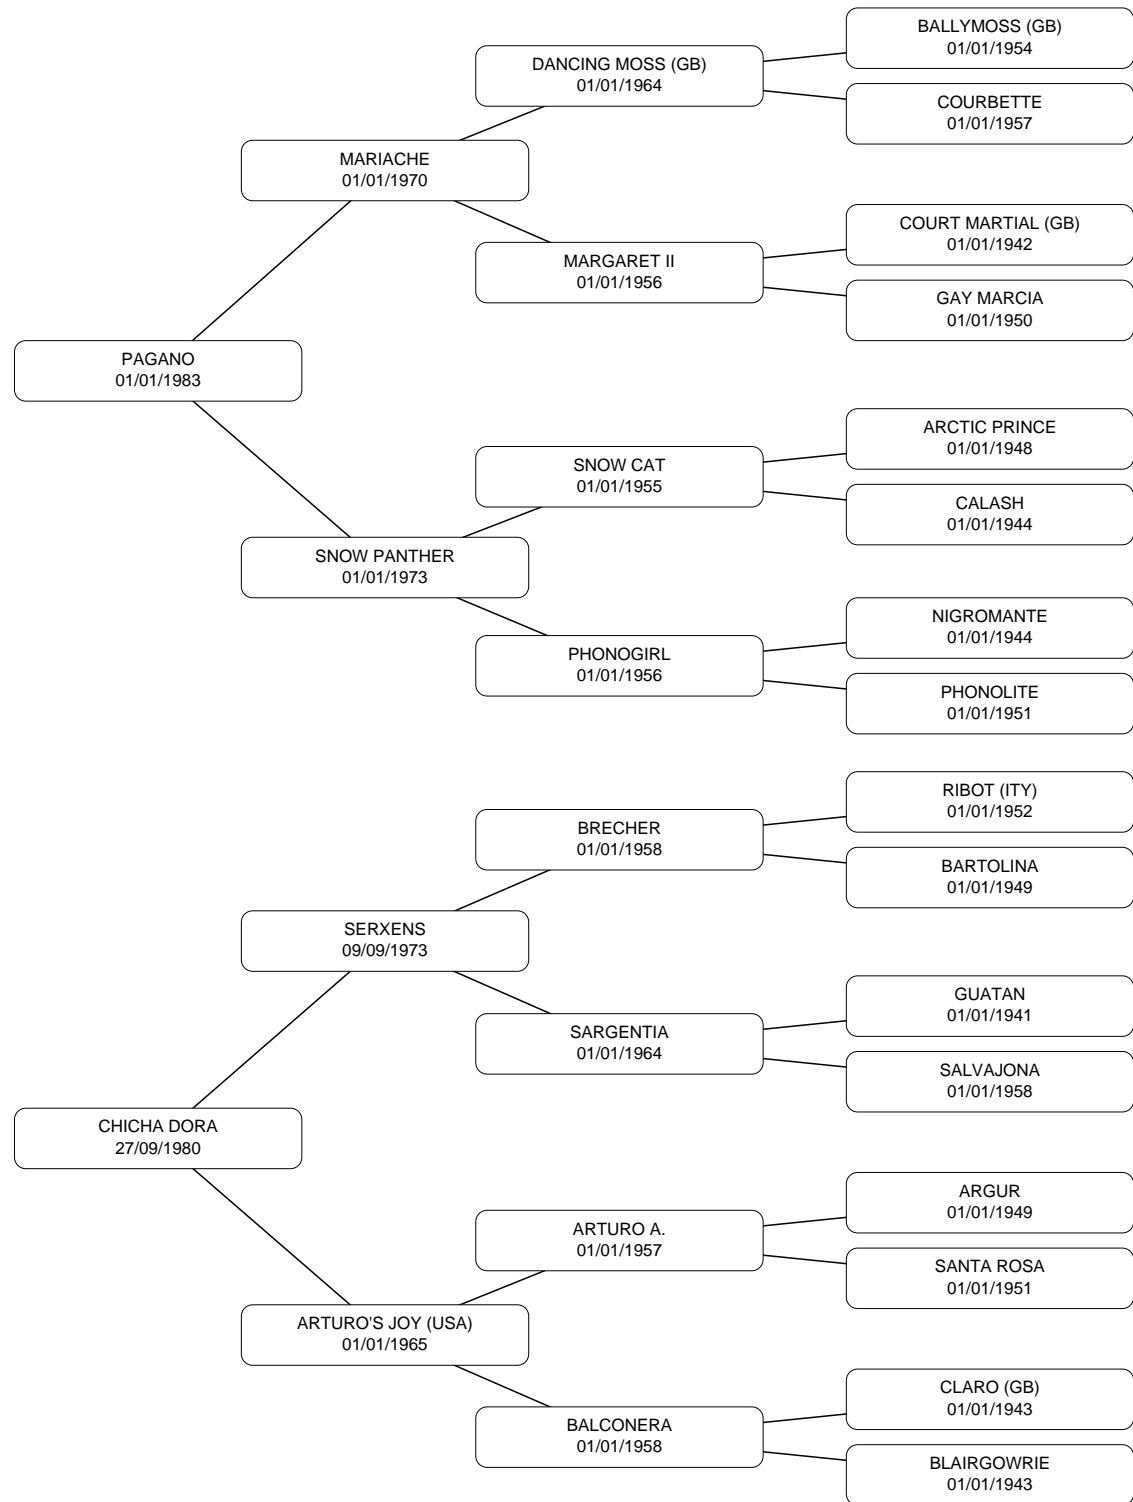 BALLYMOSS (GB)
01/01/1954
DANCING MOSS (GB)
01/01/1964
COURBETTE
01/01/1957
MARIACHE
01/01/1970
COURT MARTIAL (GB)
01/01/1942
MARGARET II
01/01/1956
GAY MARCIA
01/01/1950
PAGANO
01/01/1983
ARCTIC PRINCE
01/01/1948
SNOW CAT
01/01/1955
CALASH
01/01/1944
SNOW PANTHER
01/01/1973
NIGROMANTE
01/01/1944
PHONOGIRL
01/01/1956
PHONOLITE
01/01/1951
RIBOT (ITY)
01/01/1952
BRECHER
01/01/1958
BARTOLINA
01/01/1949
SERXENS
09/09/1973
GUATAN
01/01/1941
SARGENTIA
01/01/1964
SALVAJONA
01/01/1958
CHICHA DORA
27/09/1980
ARGUR
01/01/1949
ARTURO A.
01/01/1957
SANTA ROSA
01/01/1951
ARTURO'S JOY (USA)
01/01/1965
CLARO (GB)
01/01/1943
BALCONERA
01/01/1958
BLAIRGOWRIE
01/01/1943